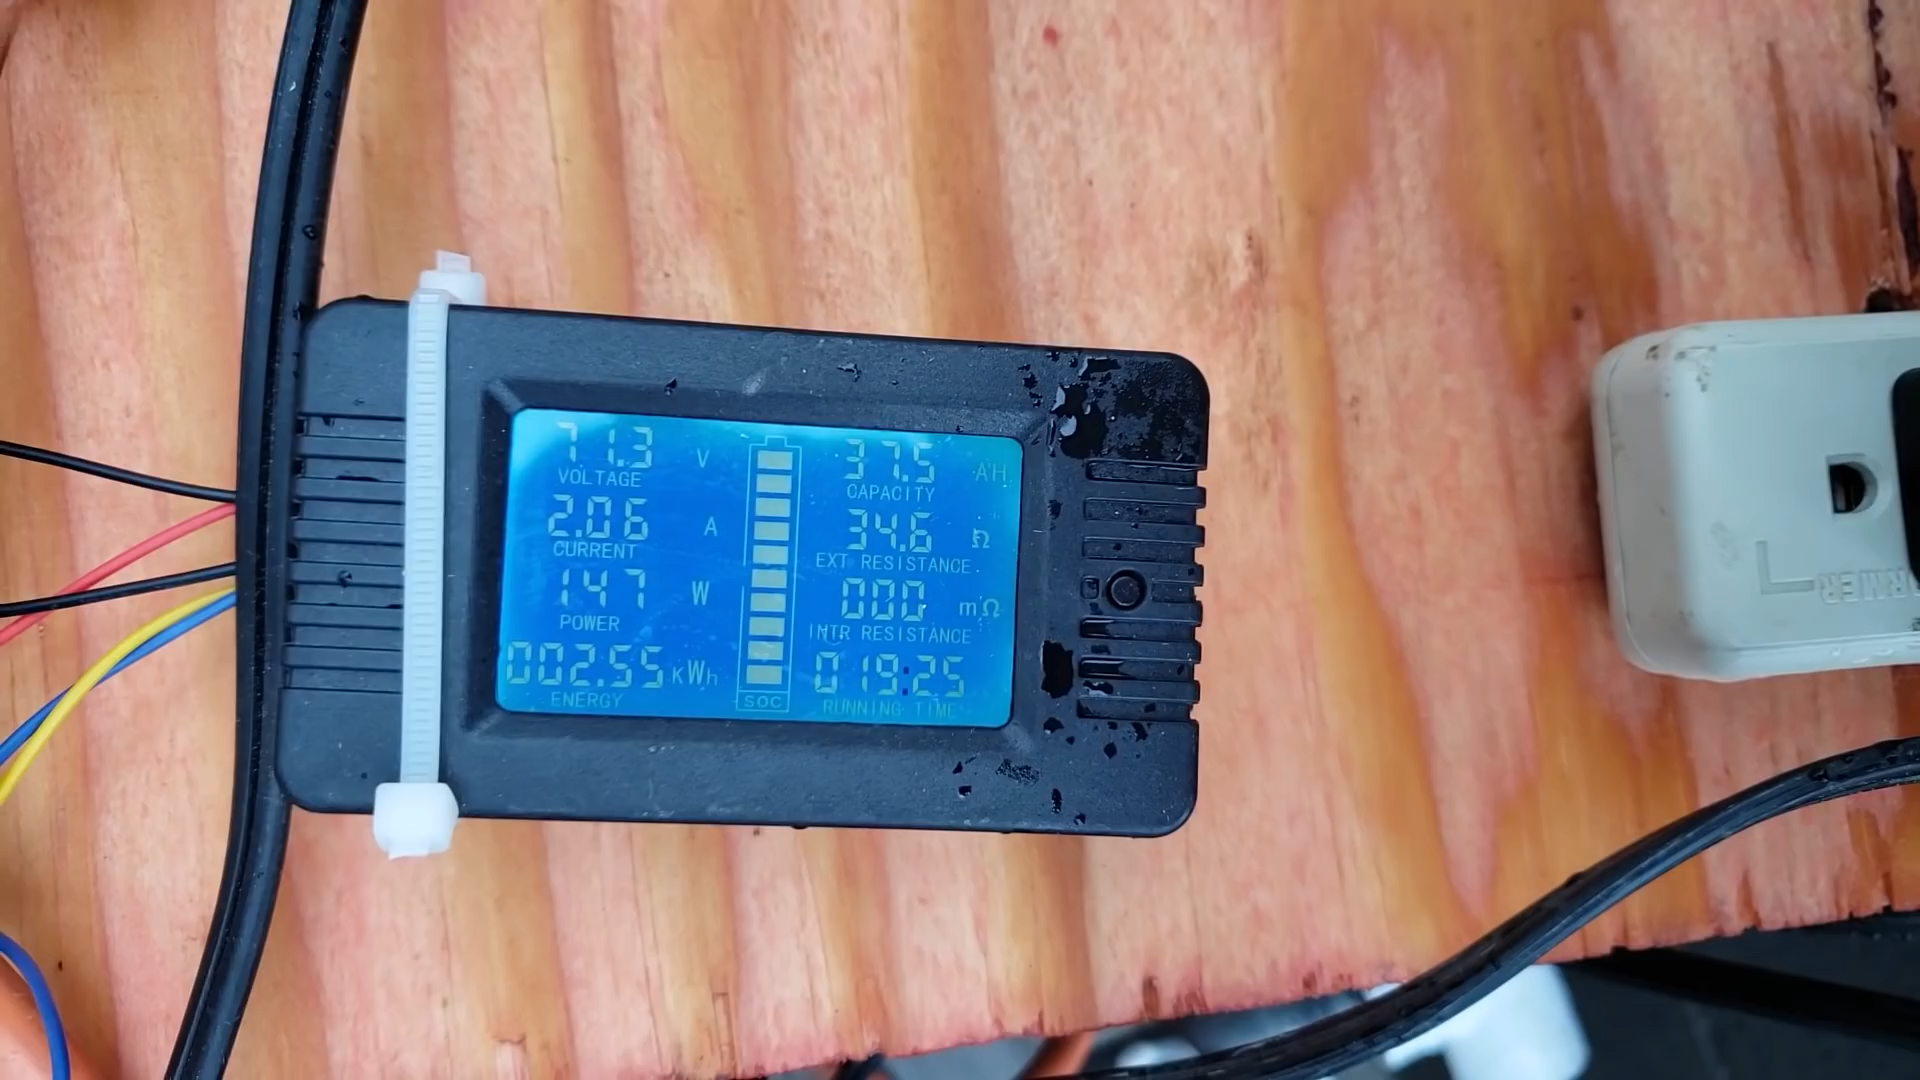 71.3 V
VOLTAGE
2.06 A
CURRENT
147 W
POWER
002.55 kWh
ENERGY
SOC
37.5 AH
CAPACITY
34.6 Ω
EXT RESISTANCE
000 mΩ
INTR RESISTANCE
019:25
RUNNING TIME